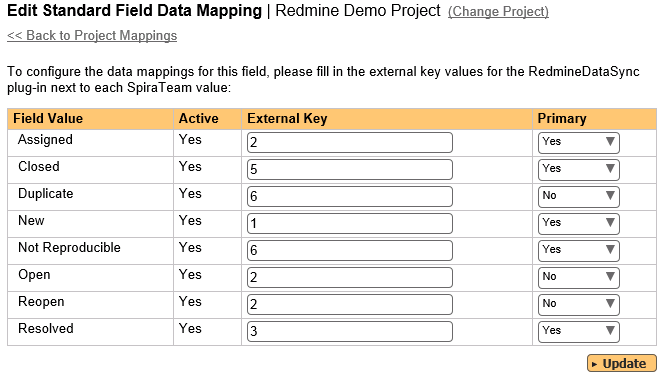 Edit Standard Field Data Mapping | Redmine Demo Project (Change Project)
<< Back to Project Mappings
To configure the data mappings for this field, please fill in the external key values for the RedmineDataSync
plug-in next to each SpiraTeam value:
Field Value Active External Key Primary
Assigned Yes 2 Yes
Closed Yes 5 Yes
Duplicate Yes 6 No
New Yes 1 Yes
Not Reproducible Yes 6 Yes
Open Yes 2 No
Reopen Yes 2 No
Resolved Yes 3 Yes
Update